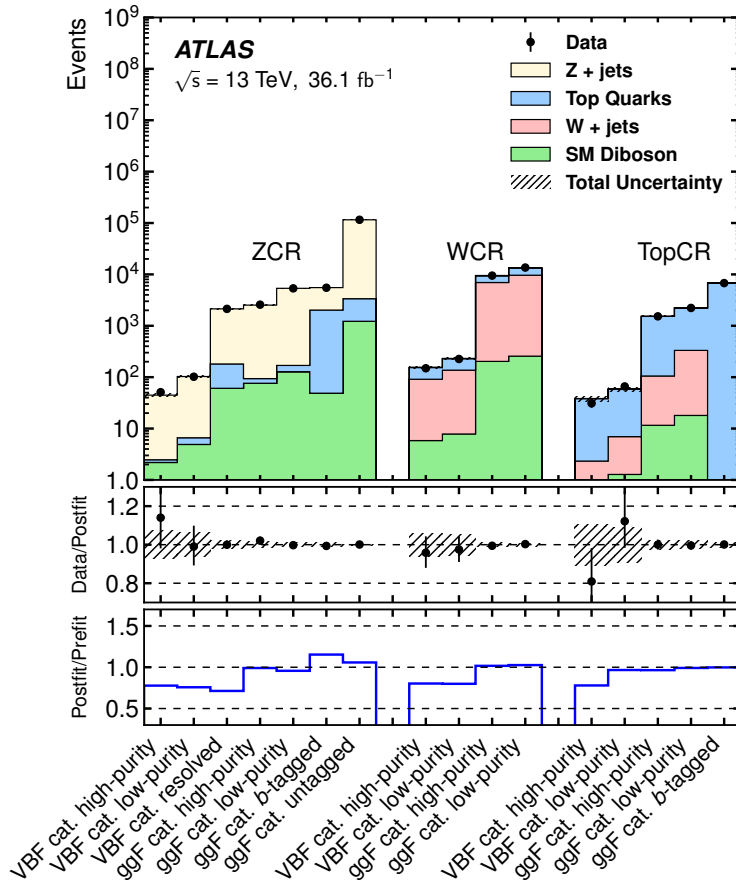 Events
10⁹
10⁸
10⁷
10⁶
10⁵
10⁴
10³
10²
10
1.0
ATLAS
√s = 13 TeV, 36.1 fb⁻¹
Data
Z + jets
Top Quarks
W + jets
SM Diboson
Total Uncertainty
ZCR
WCR
TopCR
Data/Postfit
1.2
1.0
0.8
Postfit/Prefit
1.5
1.0
0.5
VBF cat. high-purity
VBF cat. low-purity
VBF cat. resolved
ggF cat. high-purity
ggF cat. low-purity
ggF cat. b-tagged
ggF cat. untagged
VBF cat. high-purity
VBF cat. low-purity
ggF cat. high-purity
ggF cat. low-purity
VBF cat. high-purity
VBF cat. low-purity
ggF cat. high-purity
ggF cat. low-purity
ggF cat. b-tagged